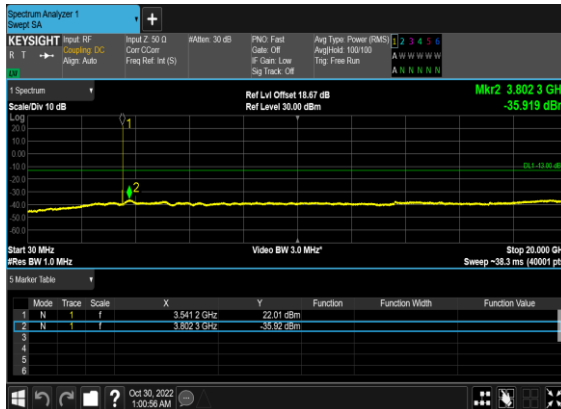 Spectrum Analyzer 1
Swept SA
KEYSIGHT Input: RF Input Z: 50 Ω #Atten: 30 dB PNO: Fast Avg Type: Power (RMS) 1 2 3 4 5 6
R T Coupling: DC Corr CCorr Gate: Off Avg|Hold: 100/100 A W W W W W
Align: Auto Freq Ref: Int (S) IF Gain: Low Trig: Free Run
Sig Track: Off A N N N N N
1 Spectrum Ref Lvl Offset 18.67 dB Mkr2 3.802 3 GH
Scale/Div 10 dB Ref Level 30.00 dBm -35.919 dB
Log
20.0
10.0
0.00
-10.0
-20.0
-30.0
-40.0
-50.0
-60.0
1
2
DL1 -13.00 dB
Start 30 MHz Video BW 3.0 MHz* Stop 20.000 GH
#Res BW 1.0 MHz Sweep ~38.3 ms (40001 pt
5 Marker Table
Mode Trace Scale X Y Function Function Width Function Value
1 N 1 f 3.541 2 GHz 22.01 dBm
2 N 1 f 3.802 3 GHz -35.92 dBm
3
4
5
6
? Oct 30, 2022
1:00:56 AM